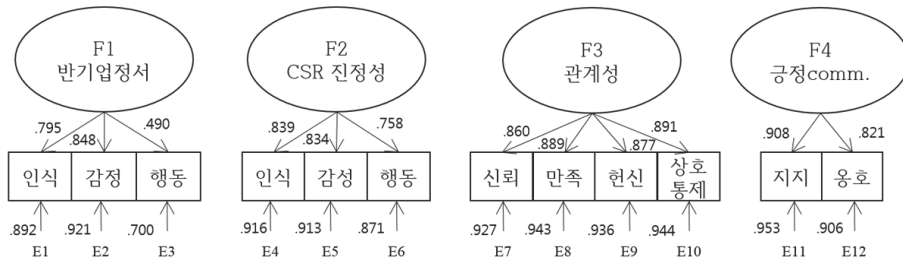 F1
반기업정서
F2
CSR 진정성
F3
관계성
F4
긍정comm.
.795
.848
.490
.839
.834
.758
.860
.889
.877
.891
.908
.821
인식
감정
행동
인식
감성
행동
신뢰
만족
헌신
상호
통제
지지
옹호
.892
.921
.700
.916
.913
.871
.927
.943
.936
.944
.953
.906
E1
E2
E3
E4
E5
E6
E7
E8
E9
E10
E11
E12